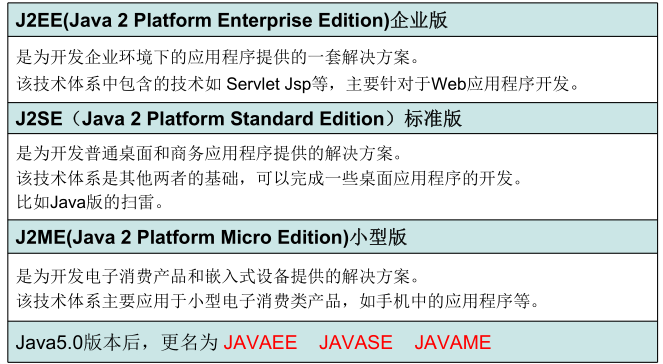 J2EE(Java 2 Platform Enterprise Edition)企业版
是为开发企业环境下的应用程序提供的一套解决方案。
该技术体系中包含的技术如 Servlet Jsp等，主要针对于Web应用程序开发。
J2SE（Java 2 Platform Standard Edition）标准版
是为开发普通桌面和商务应用程序提供的解决方案。
该技术体系是其他两者的基础，可以完成一些桌面应用程序的开发。
比如Java版的扫雷。
J2ME(Java 2 Platform Micro Edition)小型版
是为开发电子消费产品和嵌入式设备提供的解决方案。
该技术体系主要应用于小型电子消费类产品，如手机中的应用程序等。
Java5.0版本后，更名为 JAVAEE JAVASE JAVAME